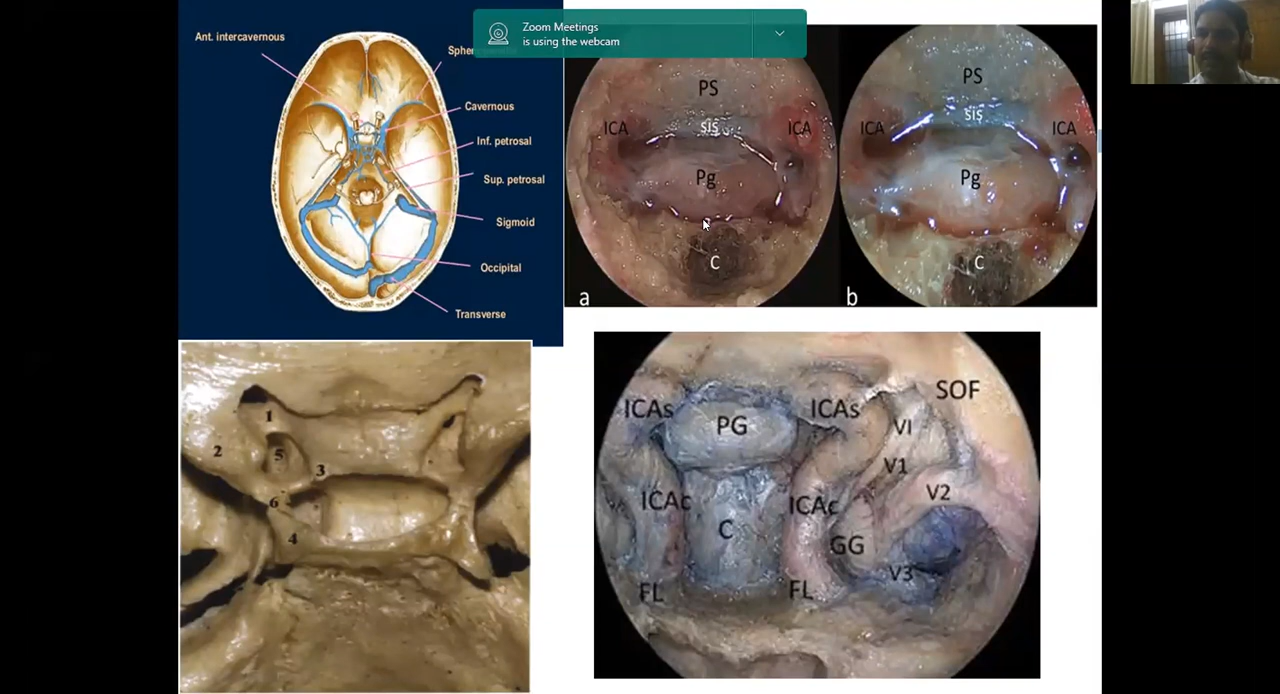 Zoom Meetings
is using the webcam
Ant. intercavernous
Cavernous
Inf. petrosal
Sup. petrosal
Sigmoid
Occipital
Transverse
PS
sis
ICA
ICA
Pg
C
a
PS
sis
ICA
ICA
Pg
C
b
1
2
5
3
6
4
ICAs
PG
ICAs
SOF
VI
V1
V2
ICAc
C
ICAc
GG
V3
FL
FL